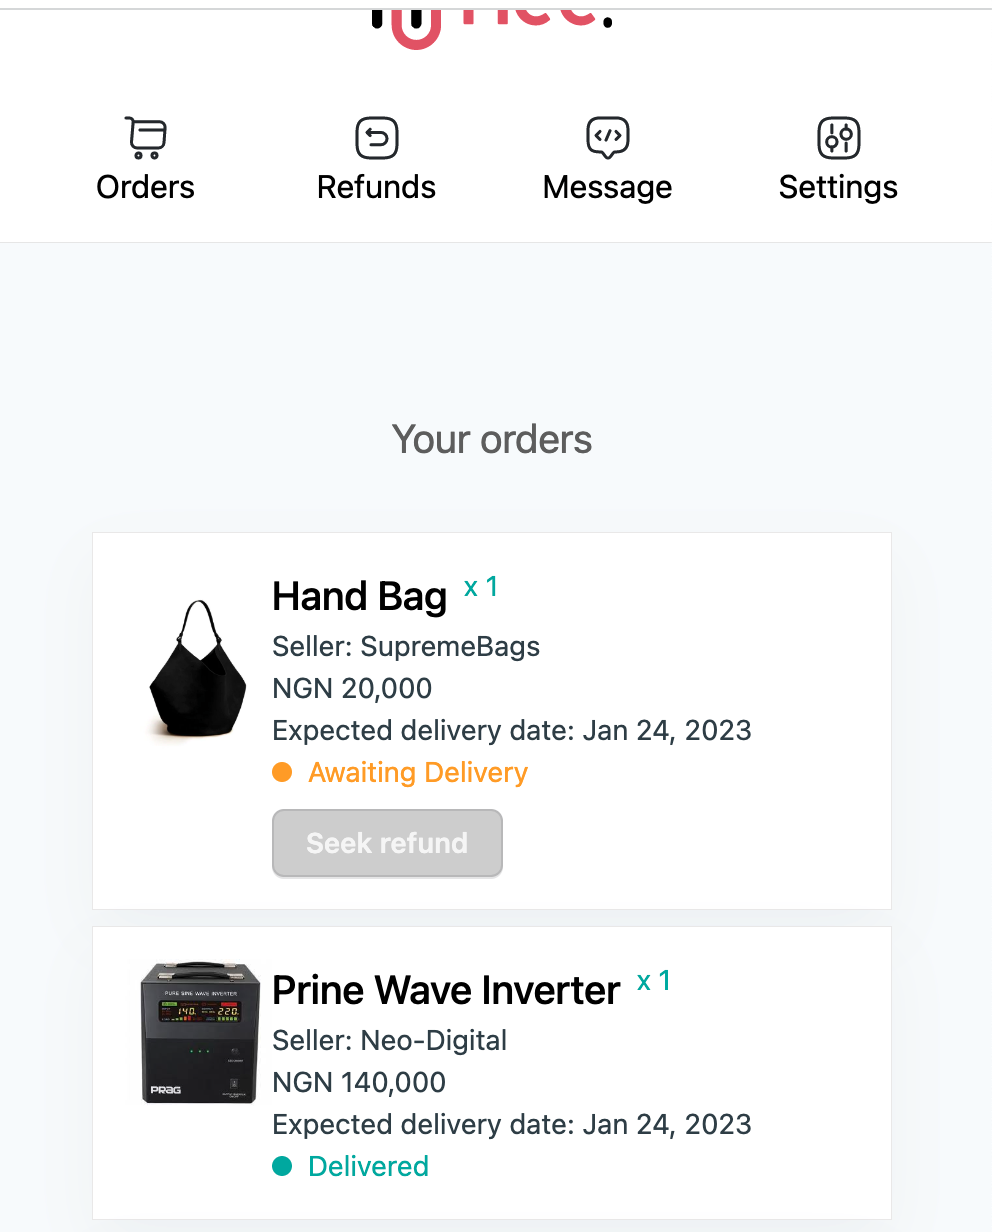 Orders
Refunds
Message
Settings
Your orders
Hand Bag x 1
Seller: SupremeBags
NGN 20,000
Expected delivery date: Jan 24, 2023
Awaiting Delivery
Seek refund
PURE SINE WAVE INVERTER
140.
220.
PRAG
Prine Wave Inverter x 1
Seller: Neo-Digital
NGN 140,000
Expected delivery date: Jan 24, 2023
Delivered